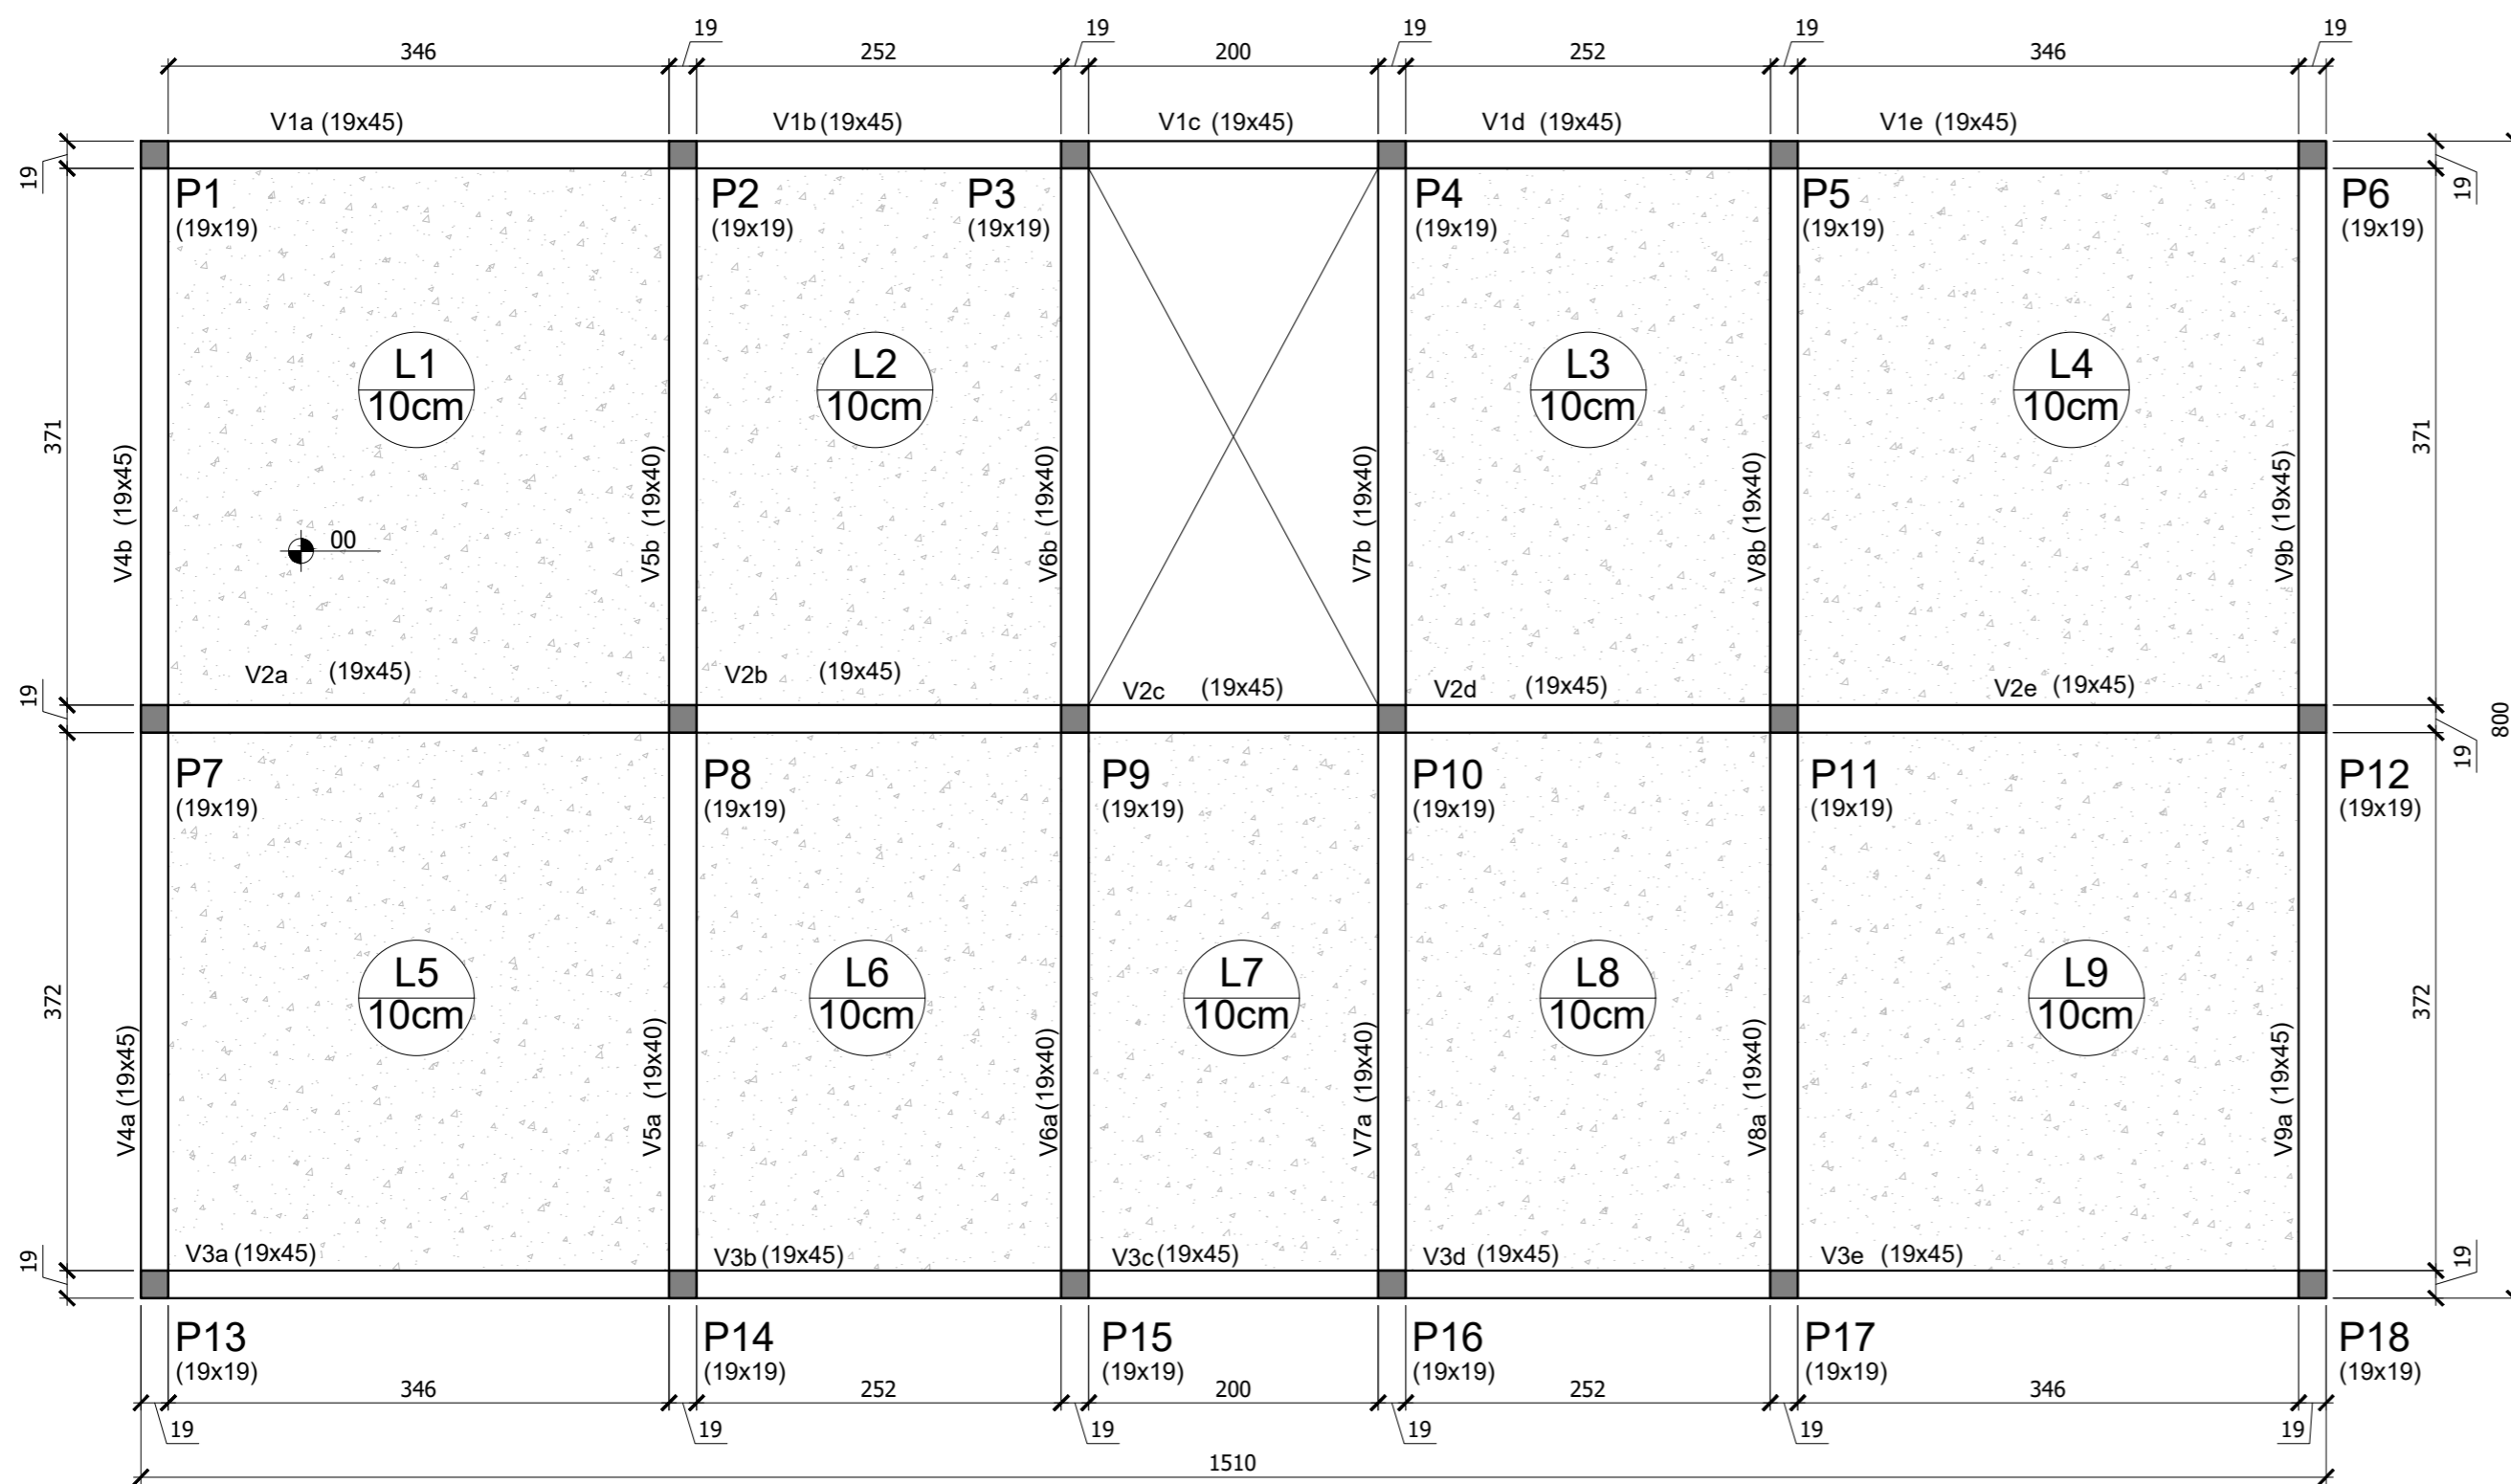 19 19 19 19 19
346 252 200 252 346
V1a (19x45) V1b (19x45) V1c (19x45) V1d (19x45) V1e (19x45)
19 19
P1 P2 P3 P4 P5 P6
(19x19) (19x19) (19x19) (19x19) (19x19) (19x19)
L1 L2 L3 L4
10cm 10cm 10cm 10cm
371 371
V4b (19x45) V5b (19x40) V6b (19x40) V7b (19x40) V8b (19x40) V9b (19x45)
00
V2a (19x45) V2b (19x45) V2c (19x45) V2d (19x45) V2e (19x45)
19 19
800
P7 P8 P9 P10 P11 P12
(19x19) (19x19) (19x19) (19x19) (19x19) (19x19)
L5 L6 L7 L8 L9
10cm 10cm 10cm 10cm 10cm
372 372
V4a (19x45) V5a (19x40) V6a (19x40) V7a (19x40) V8a (19x40) V9a (19x45)
V3a (19x45) V3b (19x45) V3c (19x45) V3d (19x45) V3e (19x45)
19 19
P13 P14 P15 P16 P17 P18
(19x19) (19x19) (19x19) (19x19) (19x19) (19x19)
346 252 200 252 346
19 19 19 19 19 19
1510